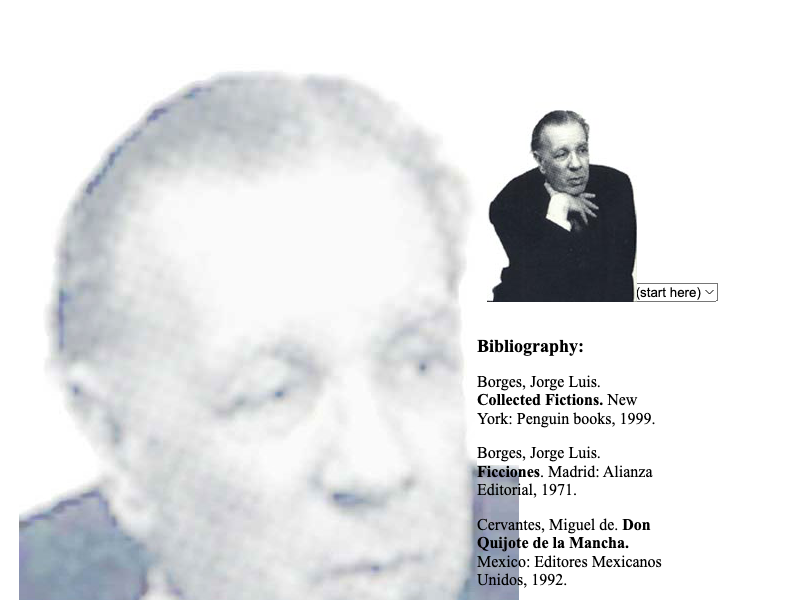 (start here)
Bibliography:
Borges, Jorge Luis.
Collected Fictions. New
York: Penguin books, 1999.
Borges, Jorge Luis.
Ficciones. Madrid: Alianza
Editorial, 1971.
Cervantes, Miguel de. Don
Quijote de la Mancha.
Mexico: Editores Mexicanos
Unidos, 1992.